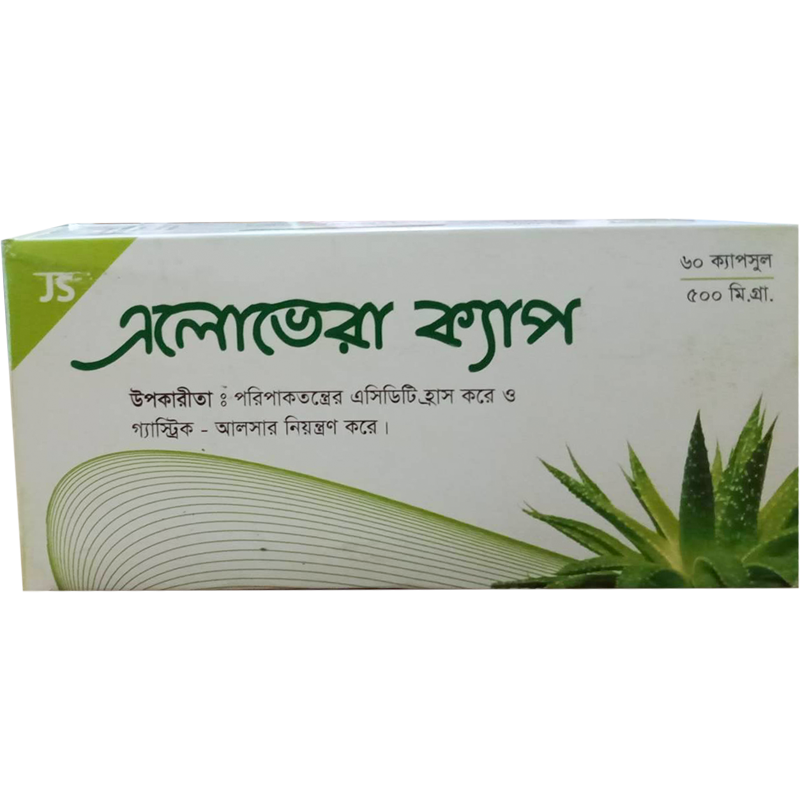 JS
৬০ ক্যাপসুল
৫০০ মি.গ্রা.
এলোভেরা ক্যাপ
উপকারীতা ঃ পরিপাকতন্ত্রের এসিডিটি হ্রাস করে ও
গ্যাস্ট্রিক - আলসার নিয়ন্ত্রণ করে।